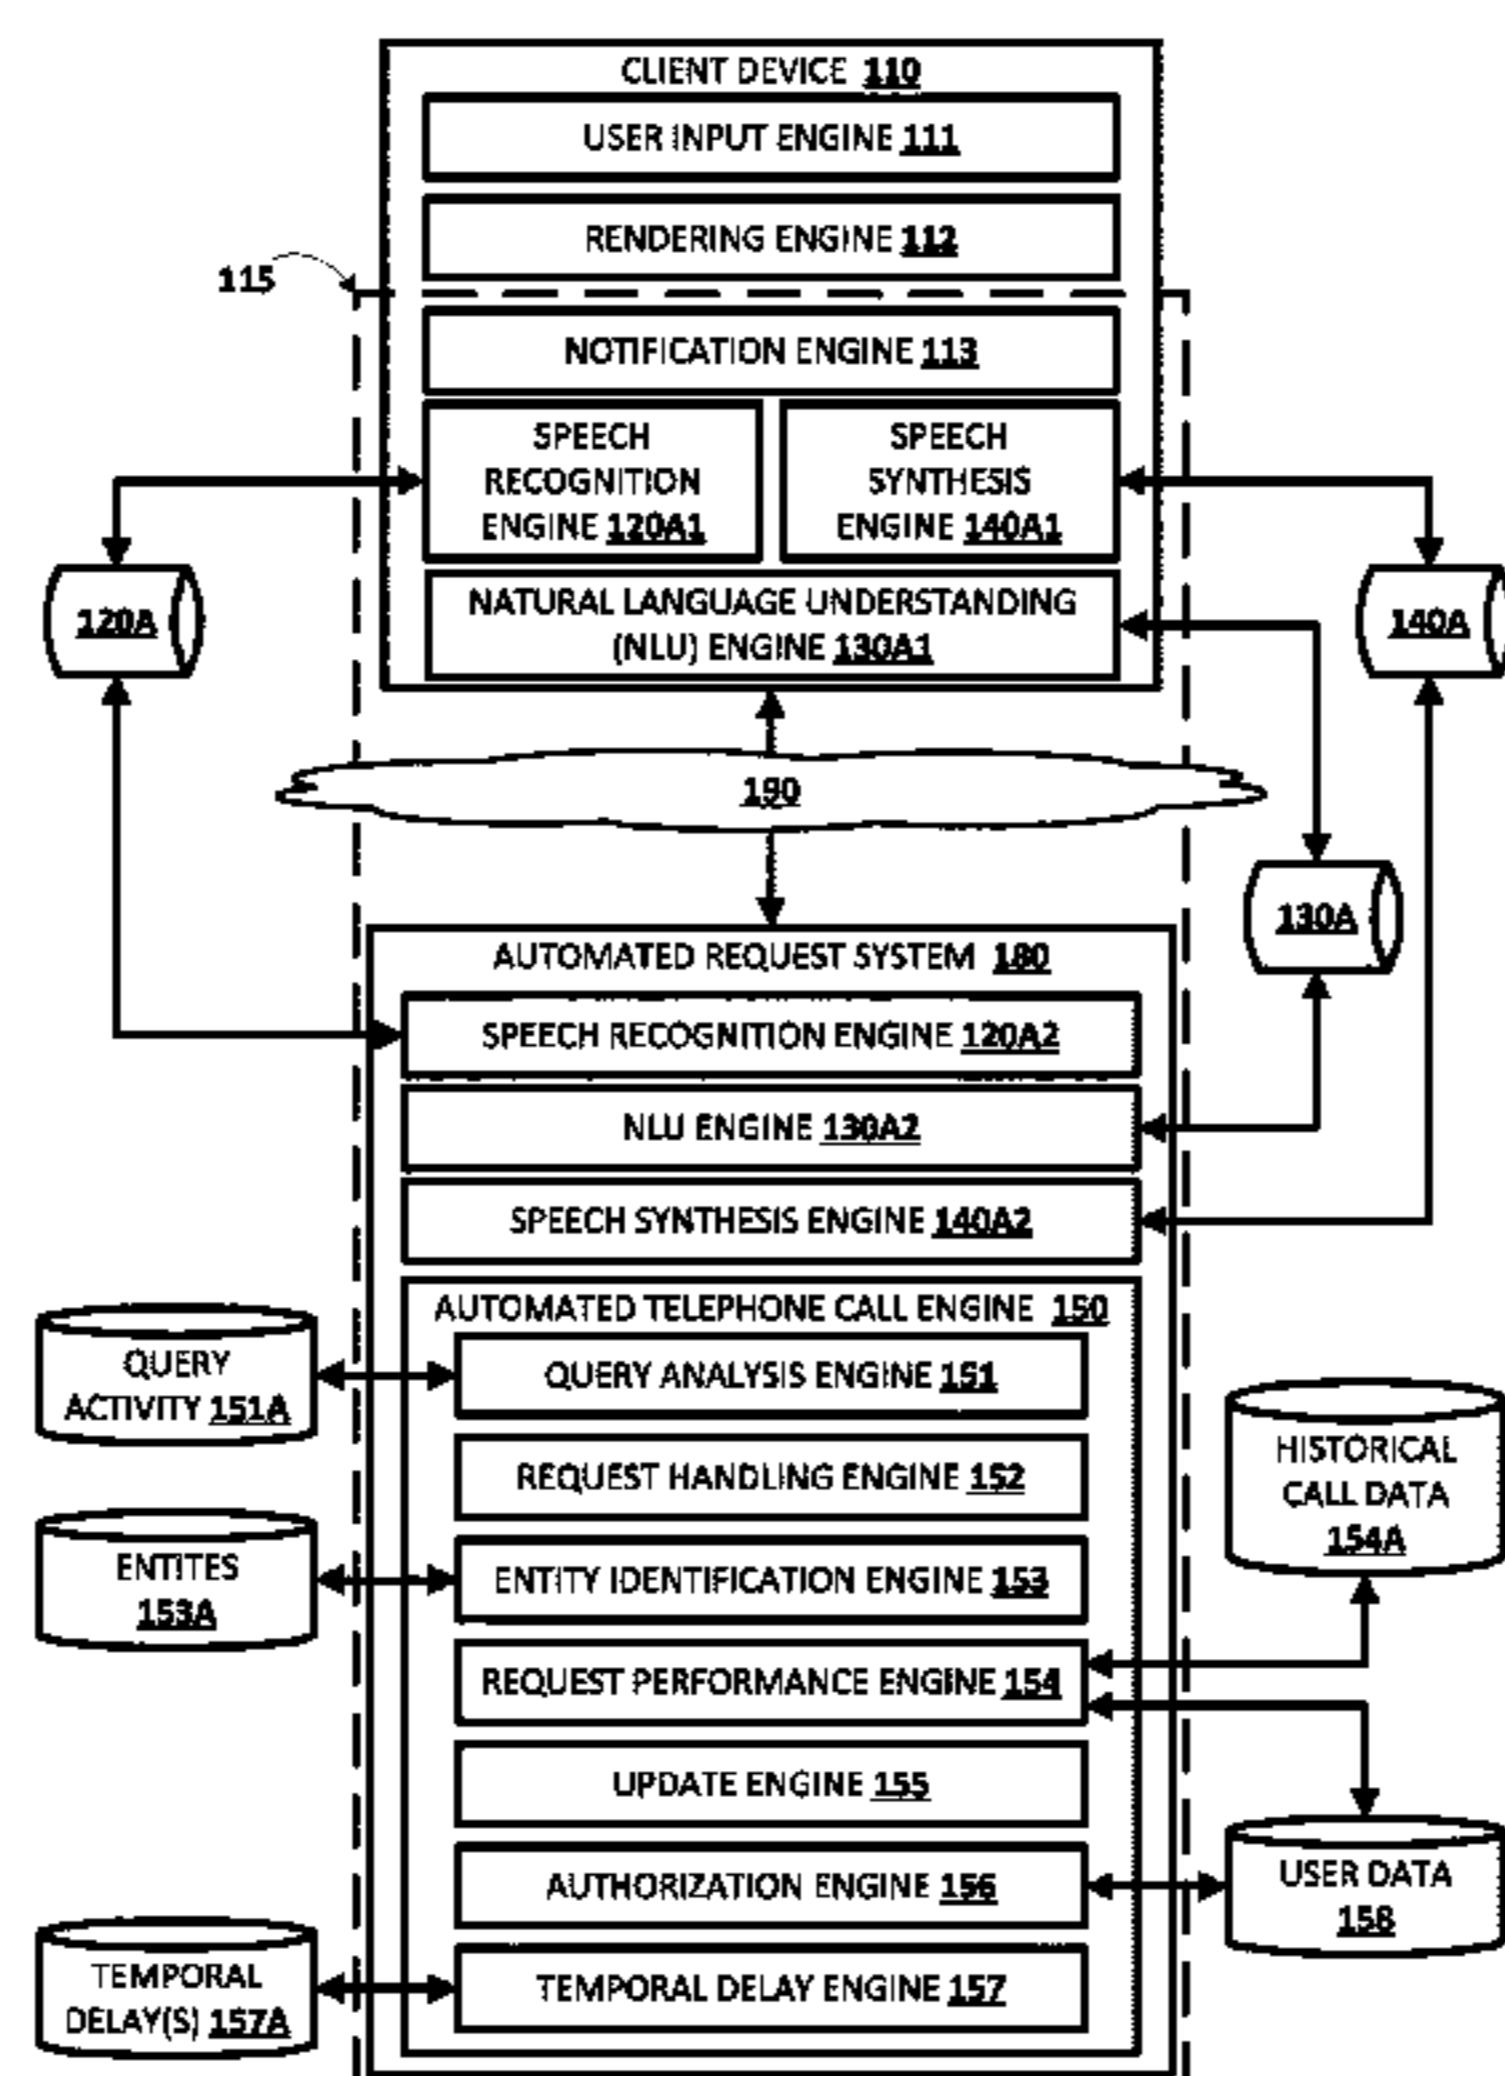 CLIENT DEVICE 110
USER INPUT ENGINE 111
RENDERING ENGINE 112
115
NOTIFICATION ENGINE 113
SPEECH
RECOGNITION
ENGINE 120A1
SPEECH
SYNTHESIS
ENGINE 140A1
120A
140A
NATURAL LANGUAGE UNDERSTANDING
(NLU) ENGINE 130A1
190
130A
AUTOMATED REQUEST SYSTEM 180
SPEECH RECOGNITION ENGINE 120A2
NLU ENGINE 130A2
SPEECH SYNTHESIS ENGINE 140A2
AUTOMATED TELEPHONE CALL ENGINE 150
QUERY
ACTIVITY 151A
QUERY ANALYSIS ENGINE 151
REQUEST HANDLING ENGINE 152
HISTORICAL
CALL DATA
154A
ENTITES
153A
ENTITY IDENTIFICATION ENGINE 153
REQUEST PERFORMANCE ENGINE 154
UPDATE ENGINE 155
AUTHORIZATION ENGINE 156
USER DATA
158
TEMPORAL
DELAY(S) 157A
TEMPORAL DELAY ENGINE 157